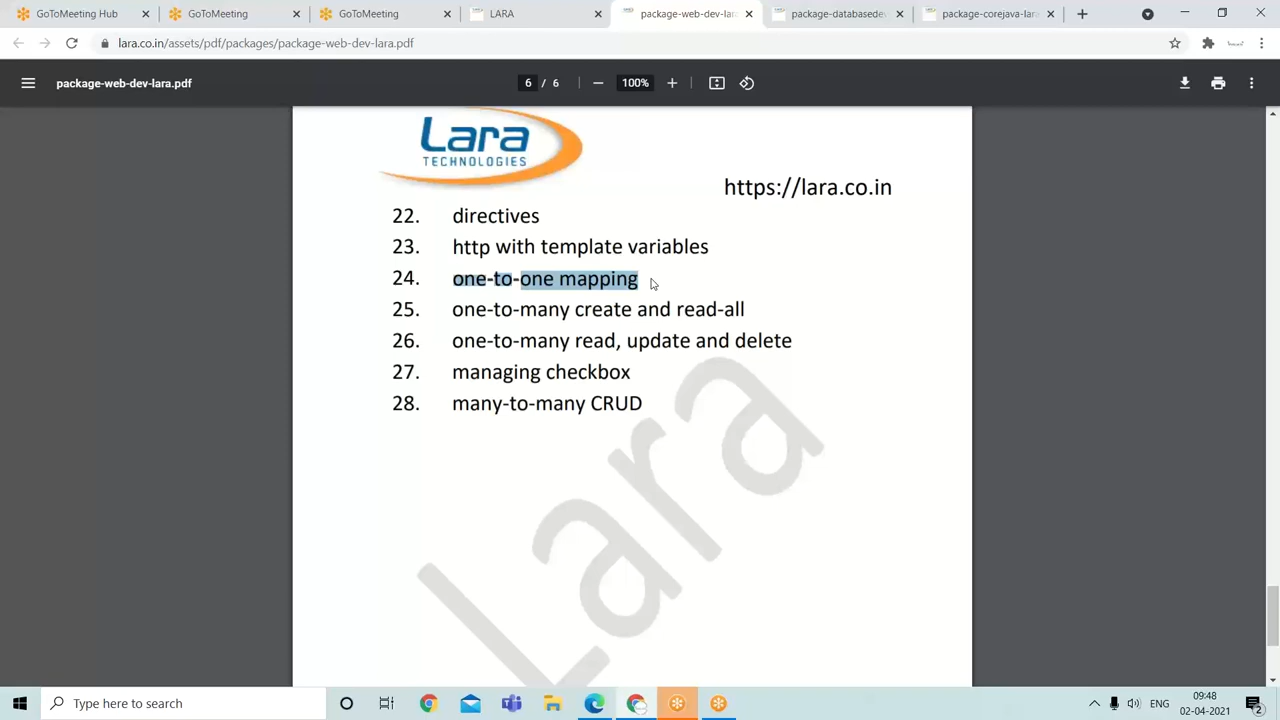 GoToMeeting Hub
GoToMeeting
GoToMeeting
LARA
package-web-dev-lara
package-databasedev
package-corejava-lara
lara.co.in/assets/pdf/packages/package-web-dev-lara.pdf
package-web-dev-lara.pdf
6 / 6
100%
Lara
TECHNOLOGIES
https://lara.co.in
22. directives
23. http with template variables
24. one-to-one mapping
25. one-to-many create and read-all
26. one-to-many read, update and delete
27. managing checkbox
28. many-to-many CRUD
Lara
Type here to search
ENG
09:48
02-04-2021
2